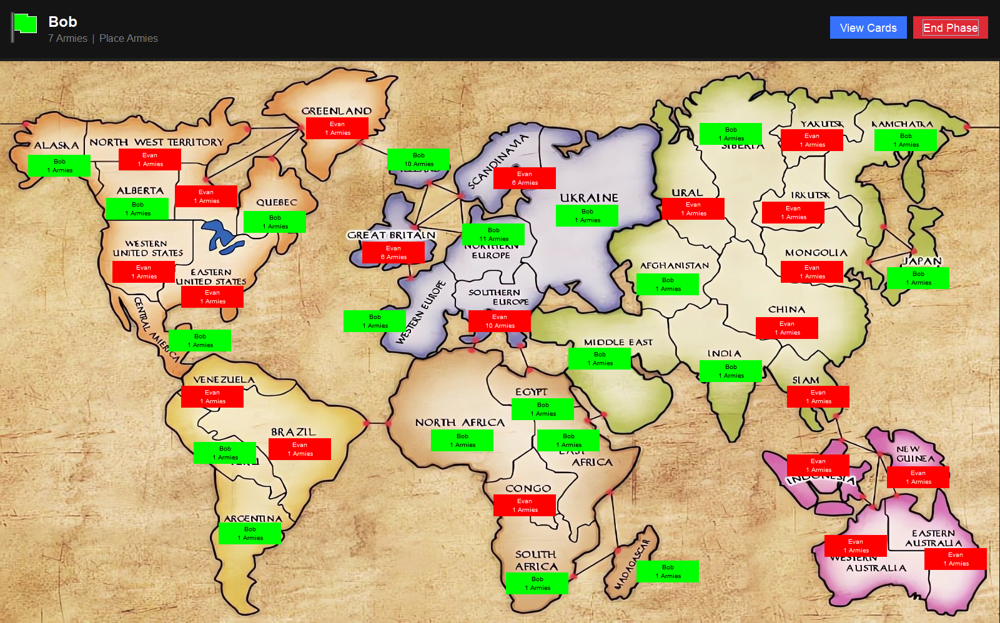 Bob
7 Armies | Place Armies
View Cards
End Phase
GREENLAND
Evan
1 Armies
ALASKA
Bob
1 Armies
NORTH WEST TERRITORY
Evan
1 Armies
Bob
10 Armies
SCANDINAVIA
Evan
6 Armies
Bob
1 Armies
SIBERIA
YAKUTSK
Evan
1 Armies
KAMCHATKA
Bob
1 Armies
ALBERTA
Bob
1 Armies
Evan
1 Armies
QUEBEC
Bob
1 Armies
UKRAINE
Bob
1 Armies
URAL
Evan
1 Armies
IRKUTSK
Evan
1 Armies
GREAT BRITAIN
Evan
6 Armies
Bob
11 Armies
NORTHERN
EUROPE
WESTERN
UNITED STATES
Evan
1 Armies
EASTERN
UNITED STATES
Evan
1 Armies
AFGHANISTAN
Bob
1 Armies
MONGOLIA
Evan
1 Armies
JAPAN
Bob
1 Armies
CENTRAL AMERICA
Bob
1 Armies
WESTERN EUROPE
Bob
1 Armies
SOUTHERN
EUROPE
Evan
10 Armies
CHINA
Evan
1 Armies
MIDDLE EAST
Bob
1 Armies
INDIA
Bob
1 Armies
SIAM
Evan
1 Armies
VENEZUELA
Evan
1 Armies
EGYPT
Bob
1 Armies
NORTH AFRICA
Bob
1 Armies
Bob
1 Armies
EAST
AFRICA
BRAZIL
Evan
1 Armies
Bob
1 Armies
PERU
Evan
1 Armies
INDONESIA
NEW
GUINEA
Evan
1 Armies
CONGO
Evan
1 Armies
ARGENTINA
Bob
1 Armies
SOUTH
AFRICA
Bob
1 Armies
MADAGASCAR
Bob
1 Armies
Evan
1 Armies
WESTERN
AUSTRALIA
EASTERN
AUSTRALIA
Evan
1 Armies